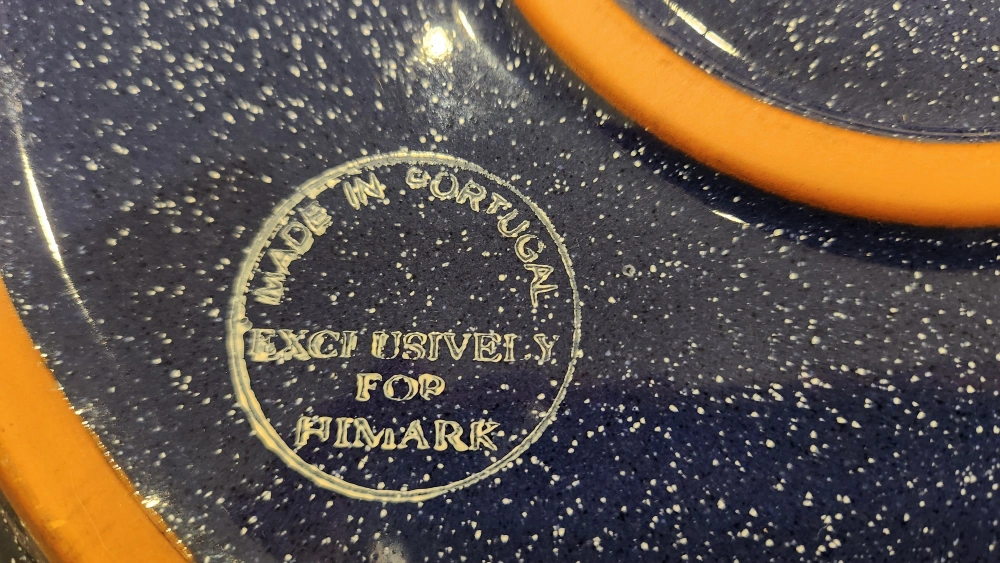 MADE IN PORTUGAL
EXCLUSIVELY
FOR
HIMARK